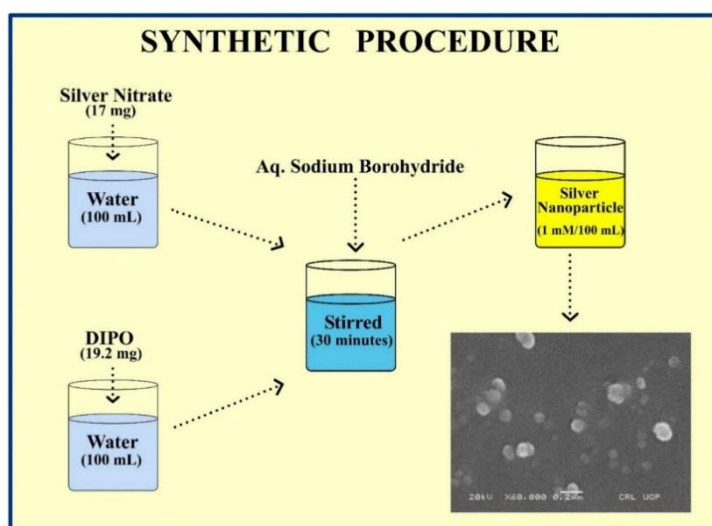 SYNTHETIC PROCEDURE
Silver Nitrate
(17 mg)
Water
(100 mL)
Aq. Sodium Borohydride
Silver
Nanoparticle
(1 mM/100 mL)
Stirred
(30 minutes)
DIPO
(19.2 mg)
Water
(100 mL)
20kV X60,000 0.2μm CRL UOP